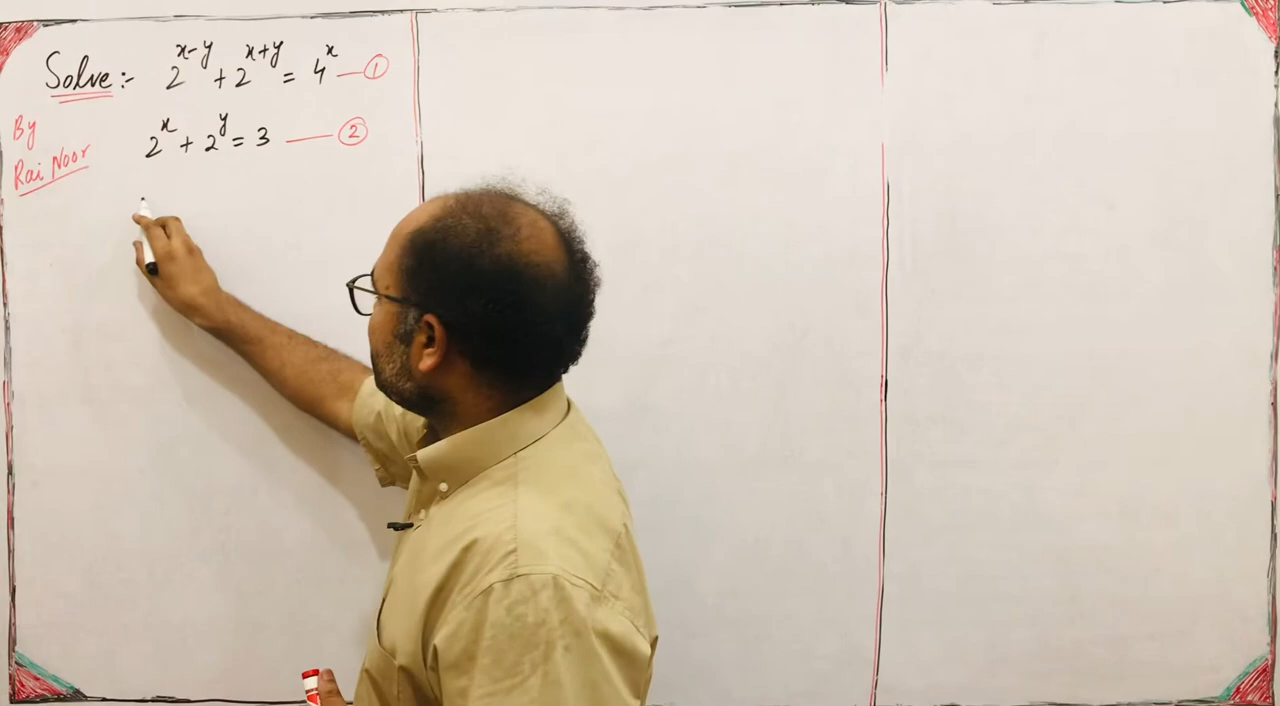 Solve:- 2^{x-y} + 2^{x+y} = 4^x —①
By
2^x + 2^y = 3 —②
Rai Noor